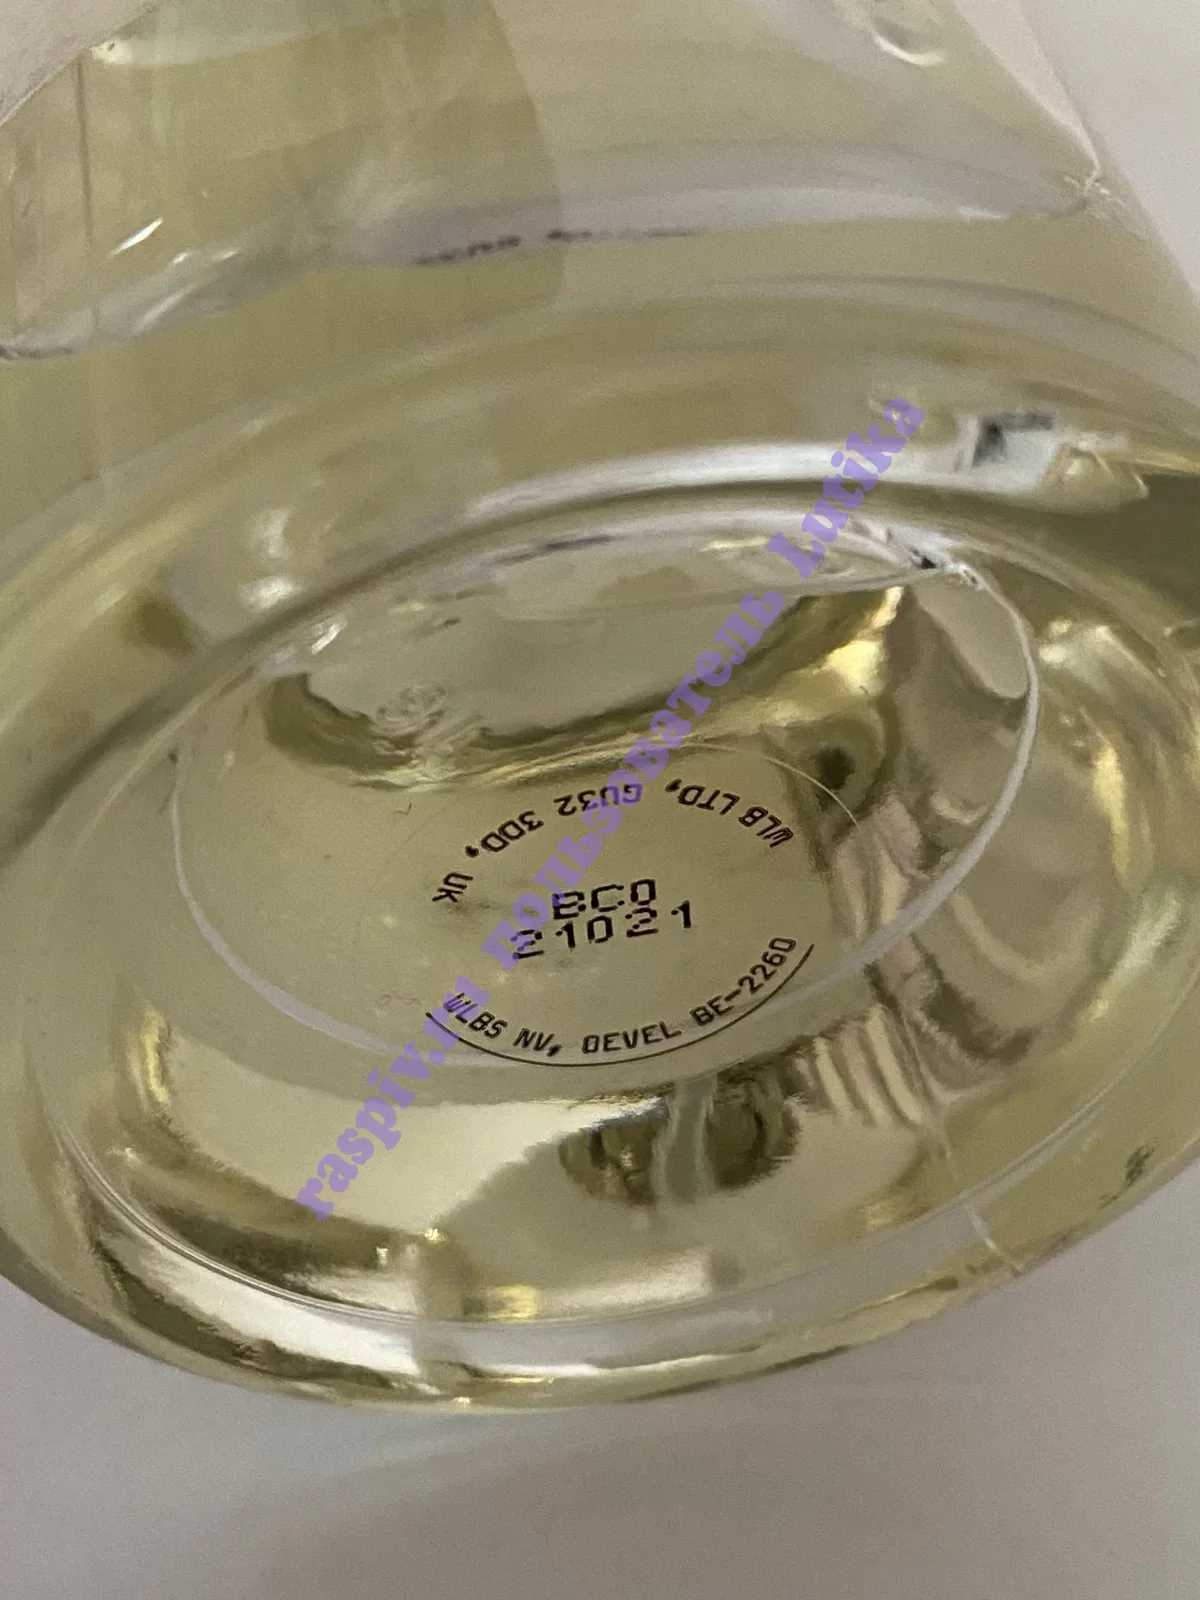 WLB LTD, GU32 3DD, UK
BC0
21021
WLBS NV, OEVEL BE-2260
raspiv.ru пользователь Lutika